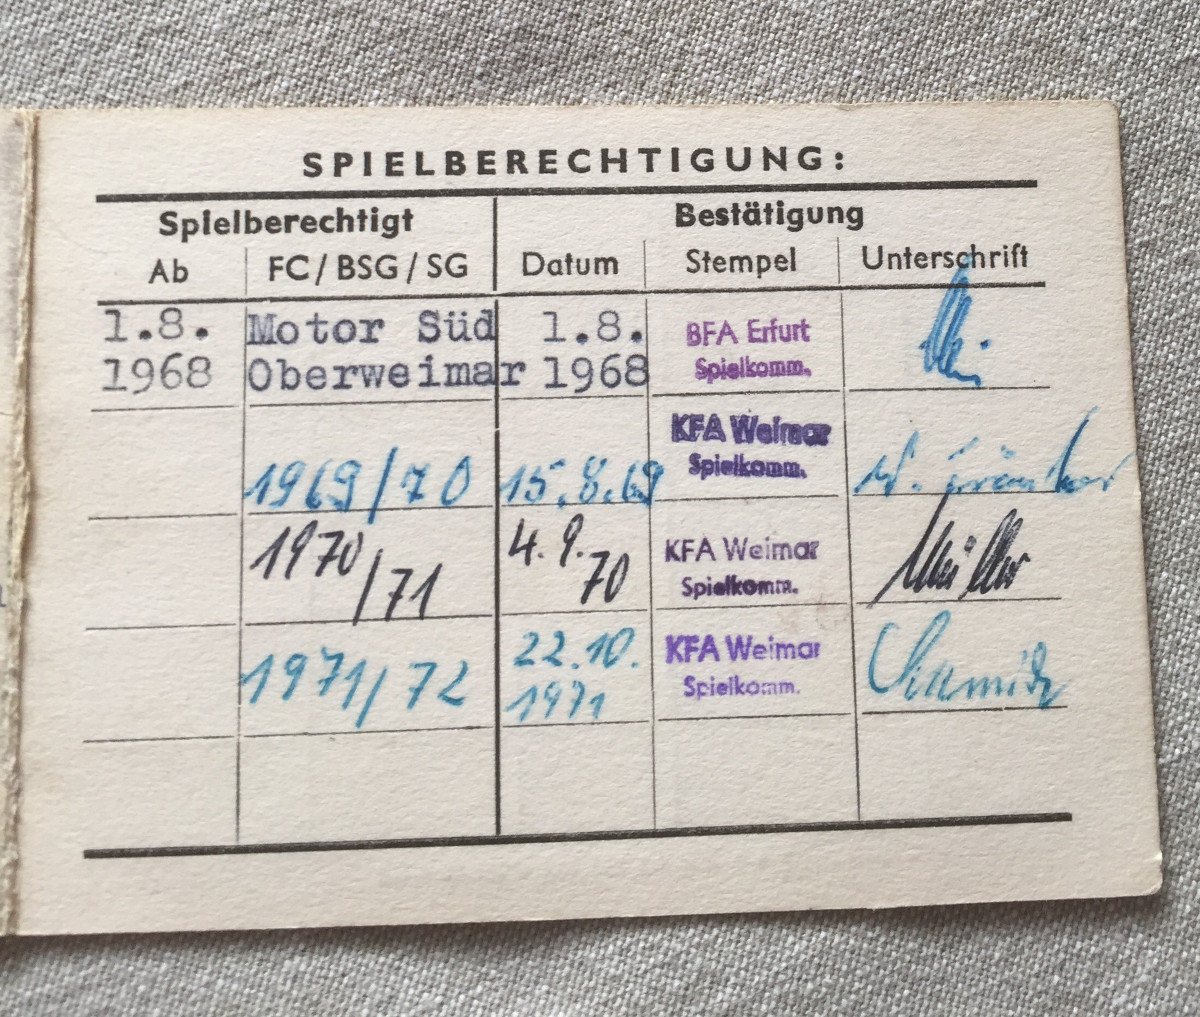 SPIELBERECHTIGUNG:
Spielberechtigt Bestätigung
Ab FC / BSG / SG Datum Stempel Unterschrift
1.8. Motor Süd 1.8. BFA Erfurt
1968 Oberweimar 1968 Spielkomm.
KFA Weimar
1969/70 15.8.69 Spielkomm.
1970/71 4.9.70 KFA Weimar Müller
Spielkomm.
1971/72 22.10. KFA Weimar Schmidt
1971 Spielkomm.